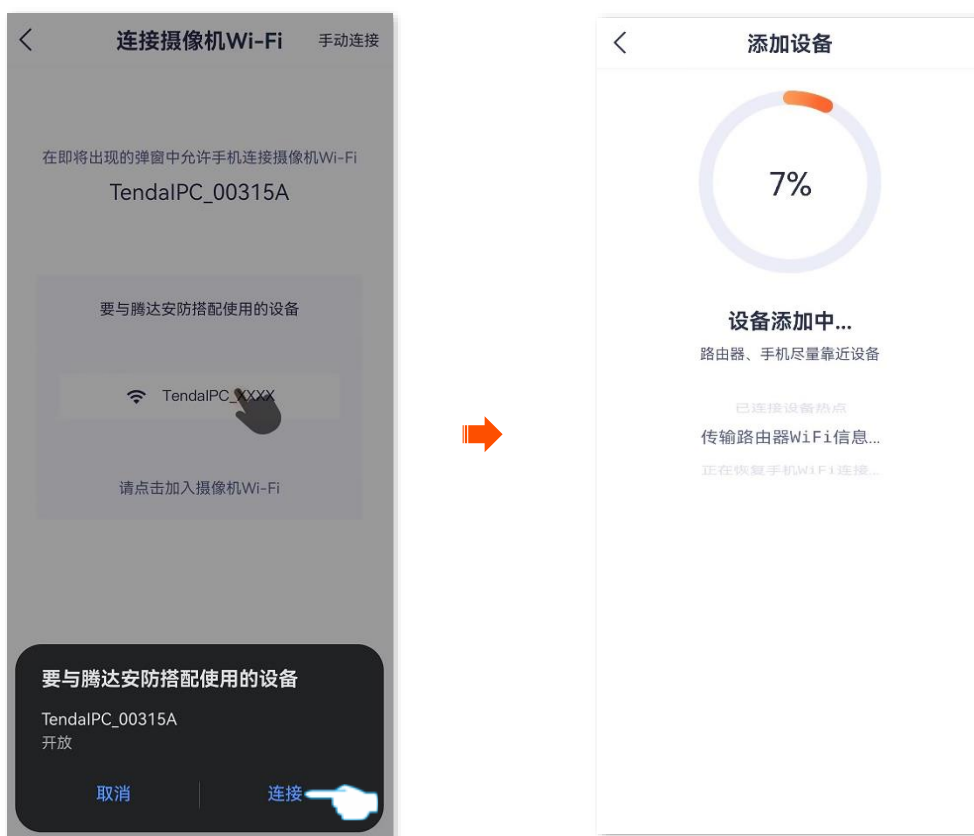 连接摄像机Wi-Fi
手动连接
在即将出现的弹窗中允许手机连接摄像机Wi-Fi
TendaIPC_00315A
要与腾达安防搭配使用的设备
TendaIPC_XXXX
请点击加入摄像机Wi-Fi
要与腾达安防搭配使用的设备
TendaIPC_00315A
开放
取消
连接
添加设备
7%
设备添加中...
路由器、手机尽量靠近设备
已连接设备热点
传输路由器WiFi信息...
正在恢复手机WiFi连接...